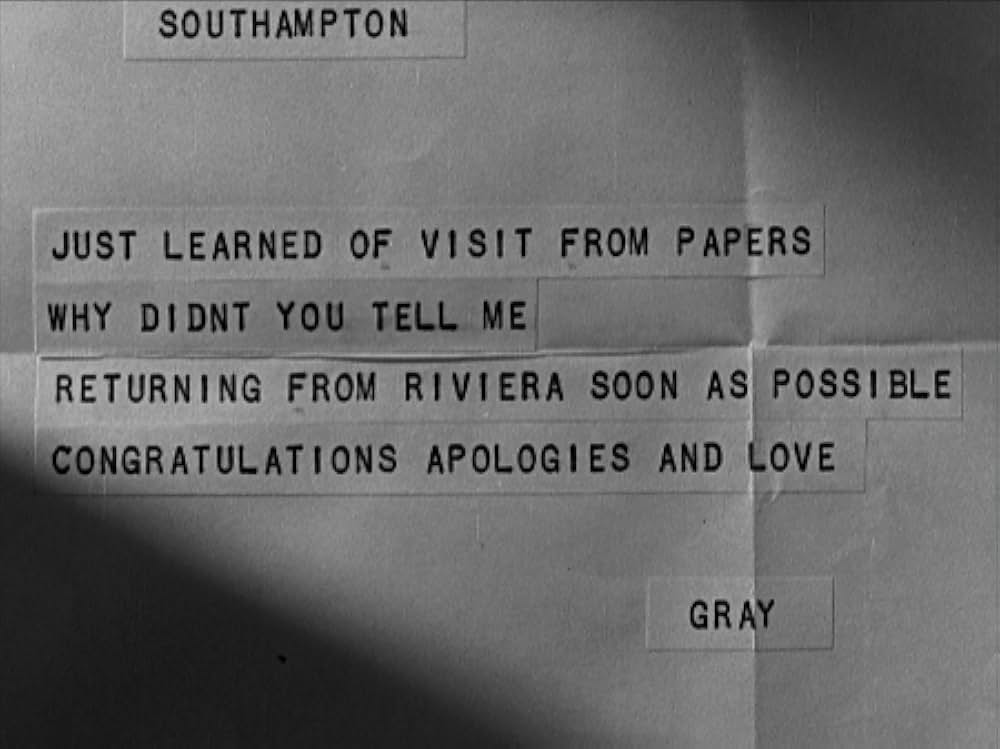 SOUTHAMPTON
JUST LEARNED OF VISIT FROM PAPERS
WHY DIDNT YOU TELL ME
RETURNING FROM RIVIERA SOON AS POSSIBLE
CONGRATULATIONS APOLOGIES AND LOVE
GRAY